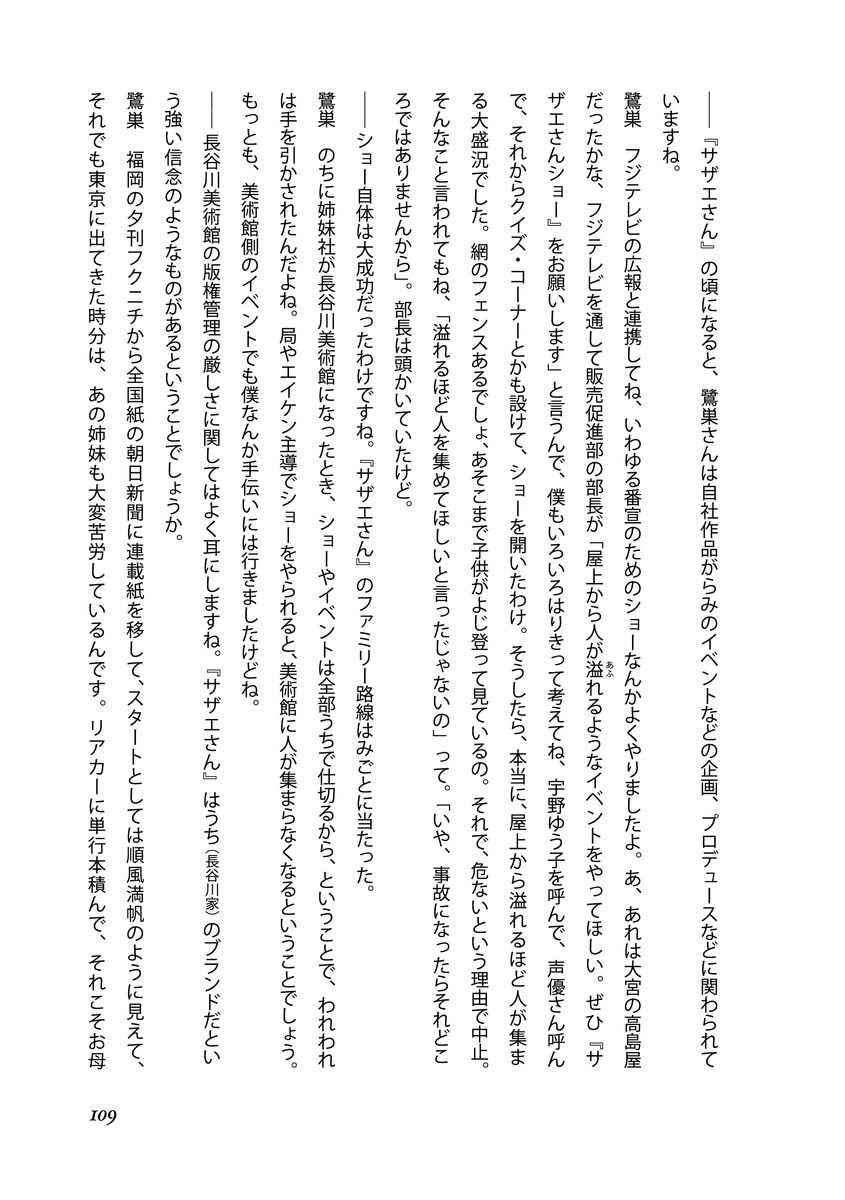 ――『サザエさん』の頃になると、鷺巣さんは自社作品がらみのイベントなどの企画、プロデュースなどに関わられて
いますね。
鷺巣　フジテレビの広報と連携してね、いわゆる番宣のためのショーなんかよくやりましたよ。あ、あれは大宮の高島屋
だったかな、フジテレビを通して販売促進部の部長が「屋上から人が溢れるようなイベントをやってほしい。ぜひ『サ
ザエさんショー』をお願いします」と言うんで、僕もいろいろはりきって考えてね、宇野ゆう子を呼んで、声優さん呼ん
で、それからクイズ・コーナーとかも設けて、ショーを開いたわけ。そうしたら、本当に、屋上から溢れるほど人が集ま
る大盛況でした。網のフェンスあるでしょ、あそこまで子供がよじ登って見ているの。それで、危ないという理由で中止。
そんなこと言われてもね、「溢れるほど人を集めてほしいと言ったじゃないの」って。「いや、事故になったらそれどこ
ろではありませんから」。部長は頭かいていたけど。
――ショー自体は大成功だったわけですね。『サザエさん』のファミリー路線はみごとに当たった。
鷺巣　のちに姉妹社が長谷川美術館になったとき、ショーやイベントは全部うちで仕切るから、ということで、われわれ
は手を引かされたんだよね。局やエイケン主導でショーをやられると、美術館に人が集まらなくなるということでしょう。
もっとも、美術館側のイベントでも僕なんか手伝いには行きましたけどね。
――長谷川美術館の版権管理の厳しさに関してはよく耳にしますね。『サザエさん』はうち（長谷川家）のブランドだとい
う強い信念のようなものがあるということでしょうか。
鷺巣　福岡の夕刊フクニチから全国紙の朝日新聞に連載紙を移して、スタートとしては順風満帆のように見えて、
それでも東京に出てきた時分は、あの姉妹も大変苦労しているんです。リアカーに単行本積んで、それこそお母
109